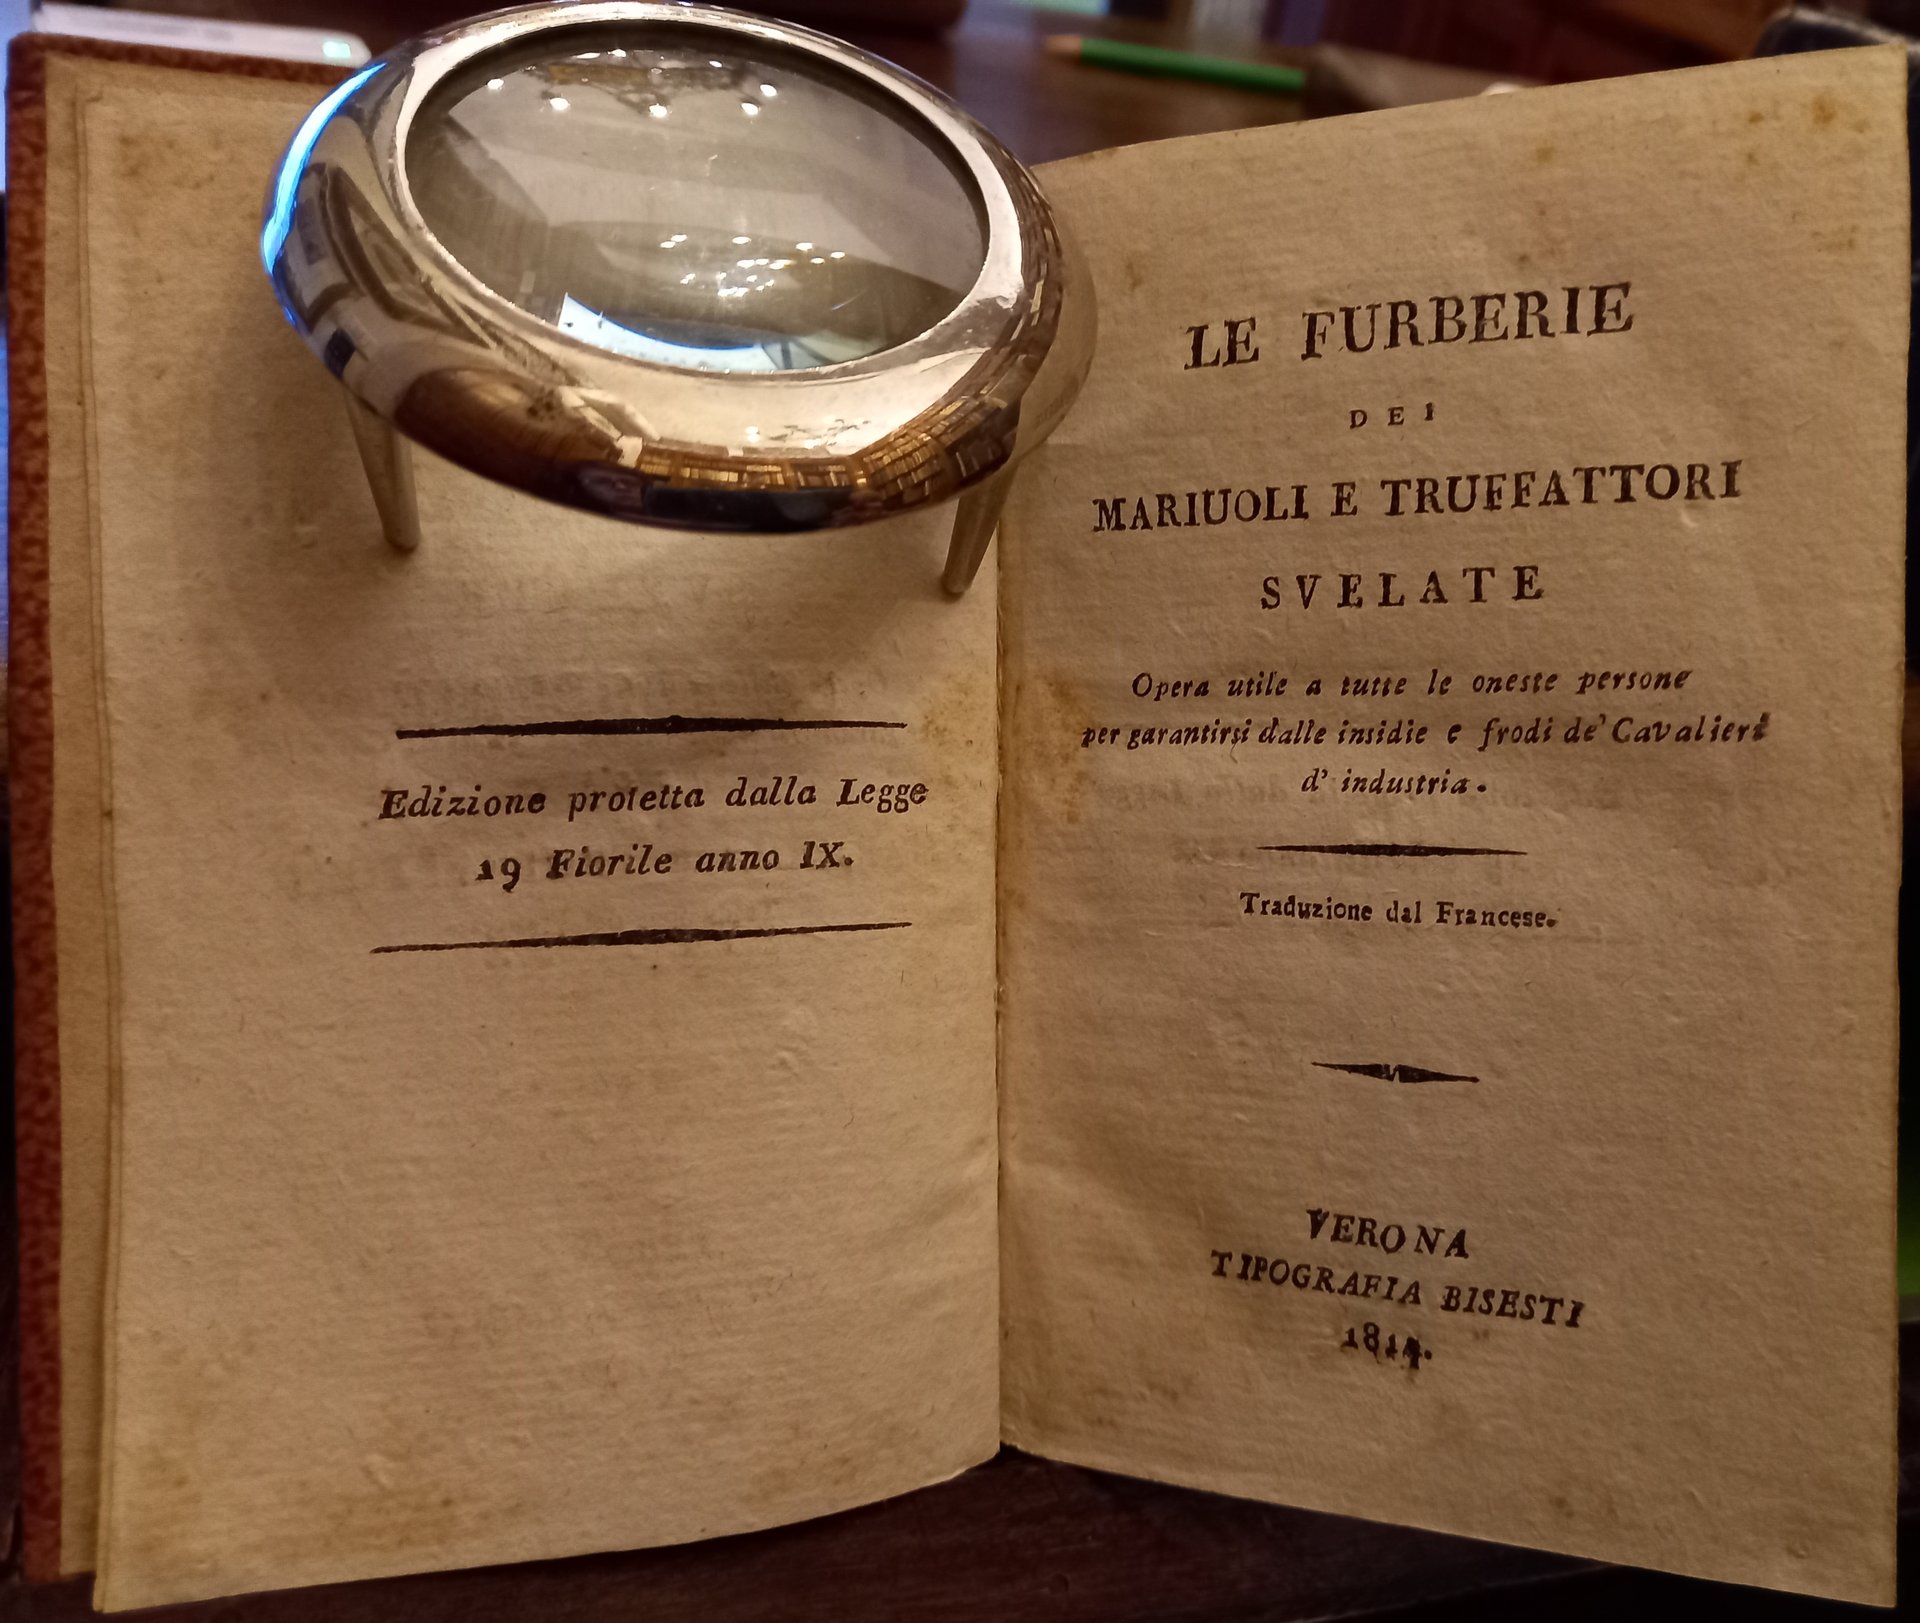 Edizione protetta dalla Legge
19 Fiorile anno IX.
LE FURBERIE
DEI
MARIUOLI E TRUFFATTORI
SVELATE
Opera utile a tutte le oneste persone
per garantirsi dalle insidie e frodi de' Cavalieri
d' industria.
Traduzione dal Francese.
VERONA
TIPOGRAFIA BISESTI
1814.